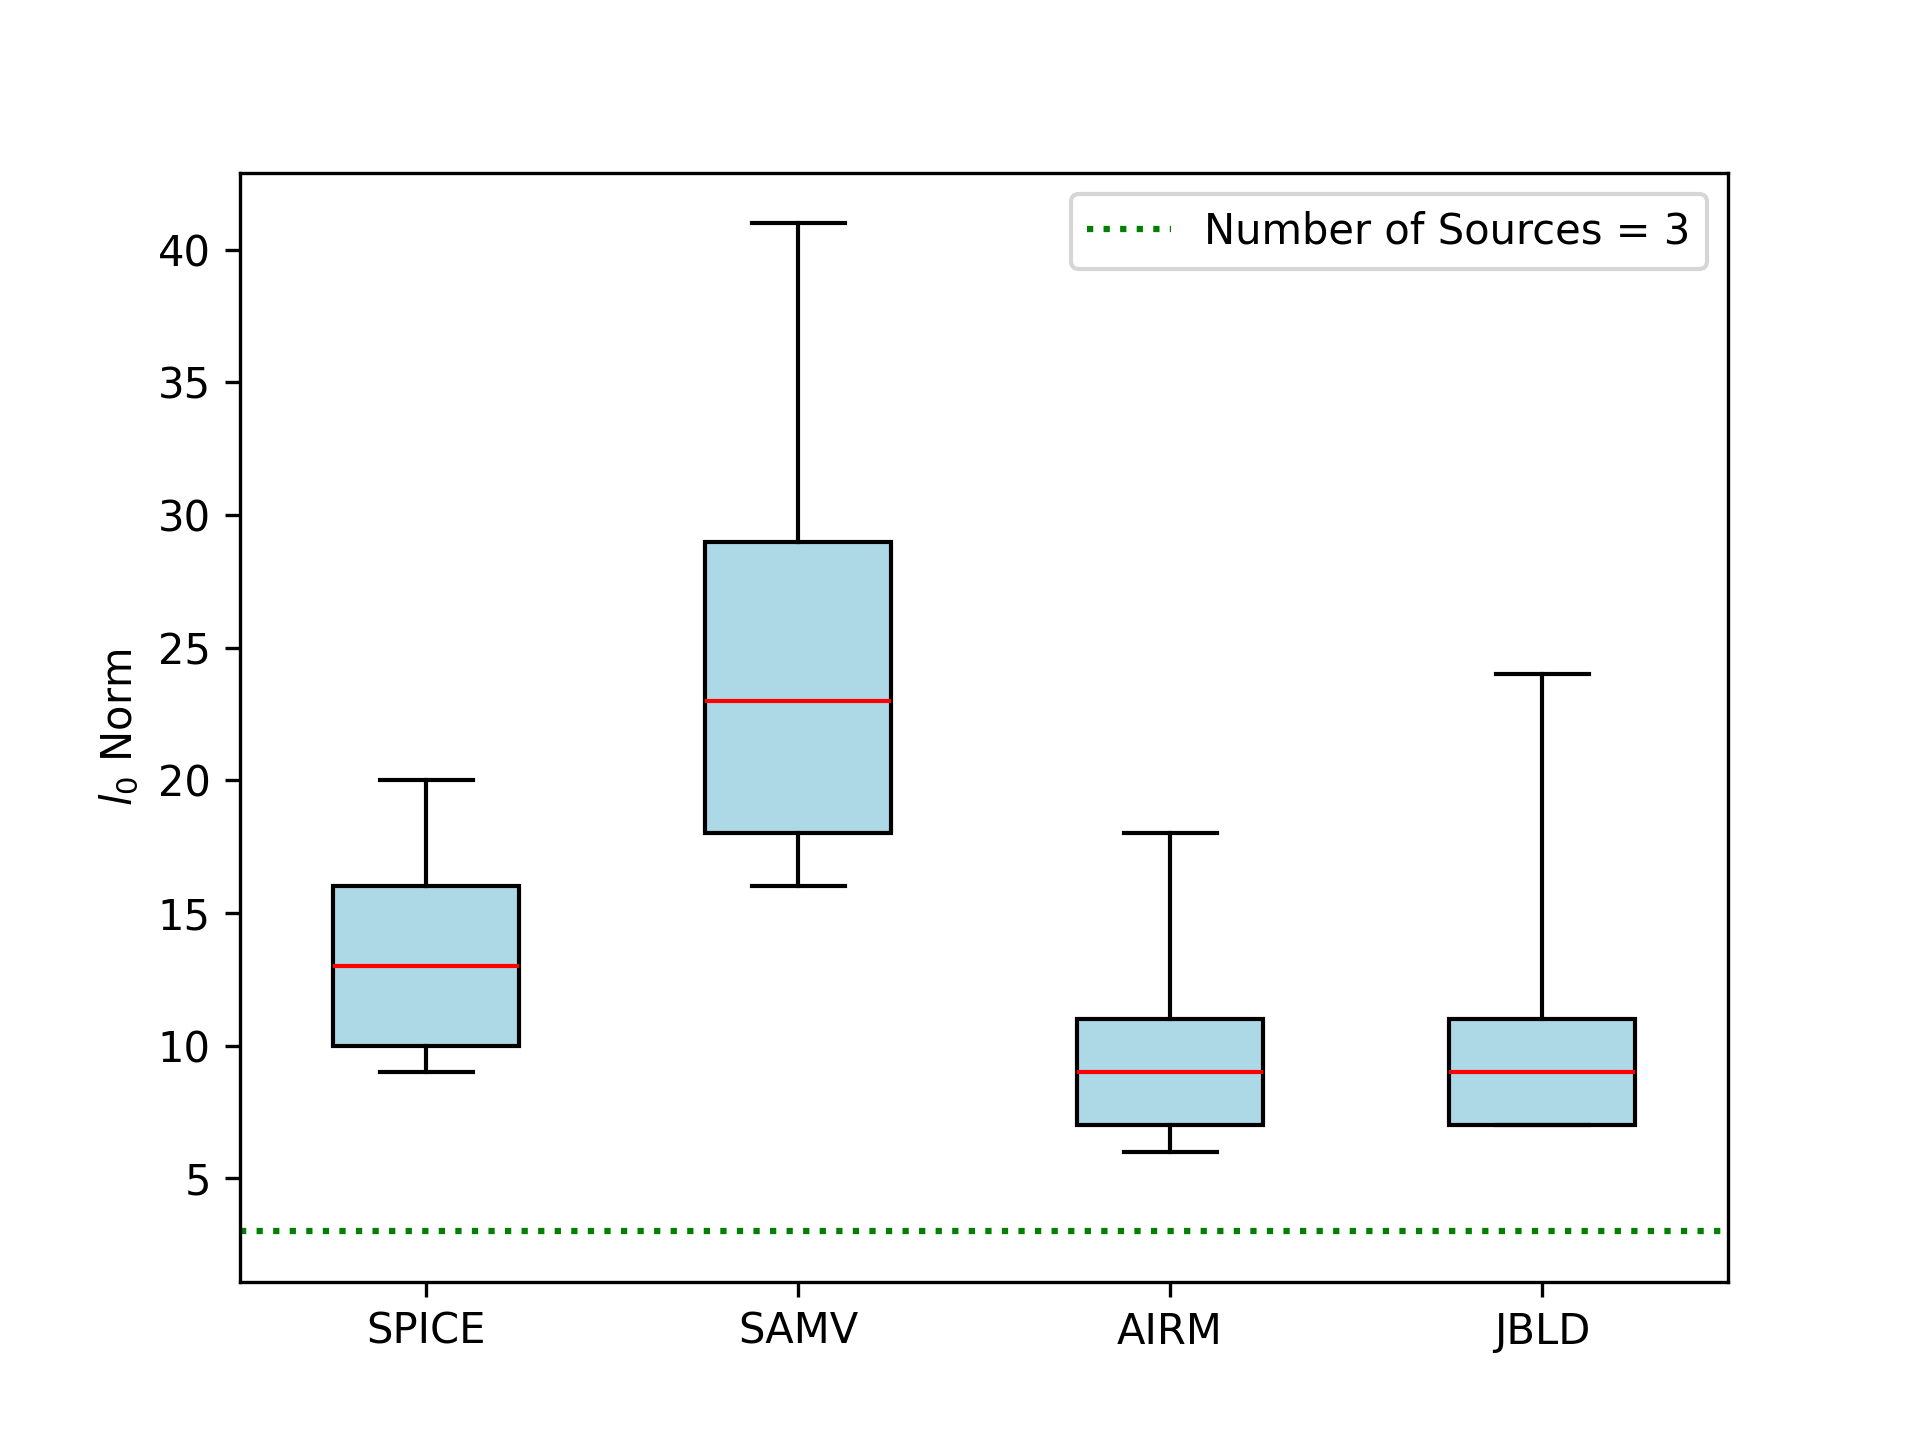 Number of Sources = 3
40
35
30
25
20
15
10
5
l₀ Norm
SPICE
SAMV
AIRM
JBLD